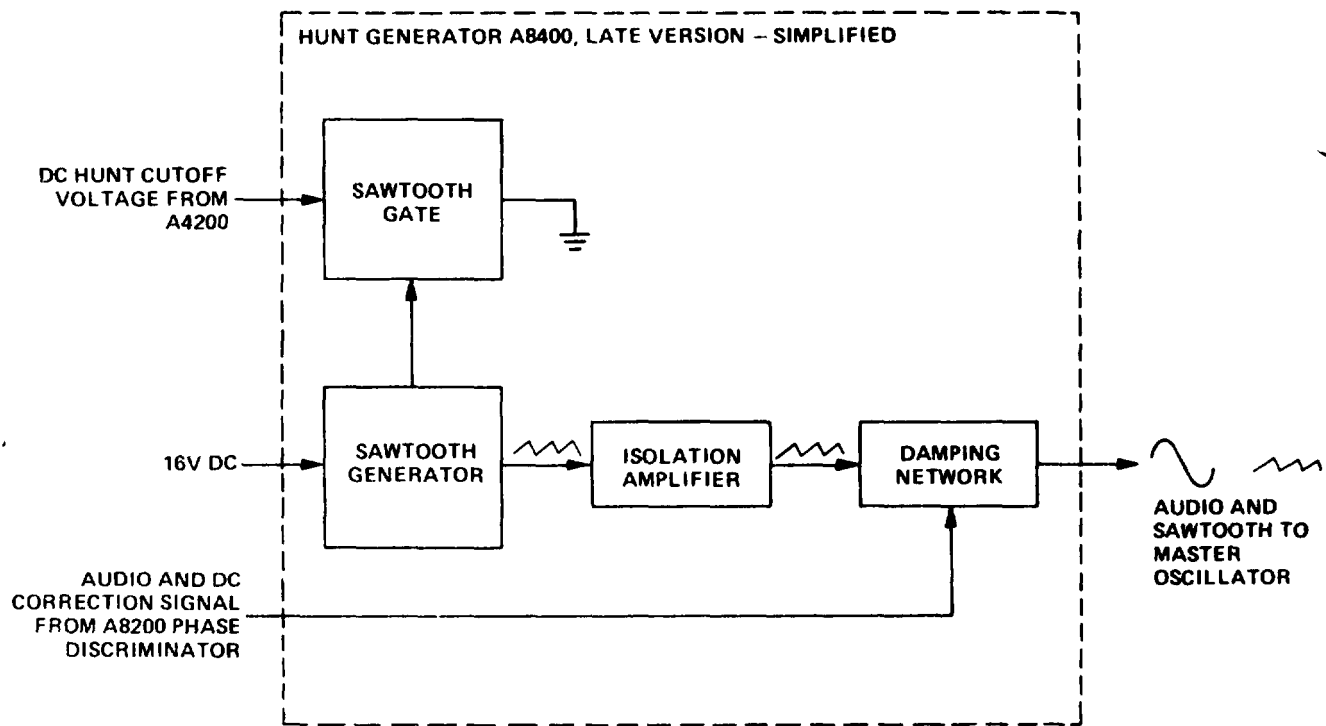 HUNT GENERATOR A8400, LATE VERSION – SIMPLIFIED
DC HUNT CUTOFF
VOLTAGE FROM
A4200
SAWTOOTH
GATE
16V DC
SAWTOOTH
GENERATOR
ISOLATION
AMPLIFIER
DAMPING
NETWORK
AUDIO AND
SAWTOOTH TO
MASTER
OSCILLATOR
AUDIO AND DC
CORRECTION SIGNAL
FROM A8200 PHASE
DISCRIMINATOR